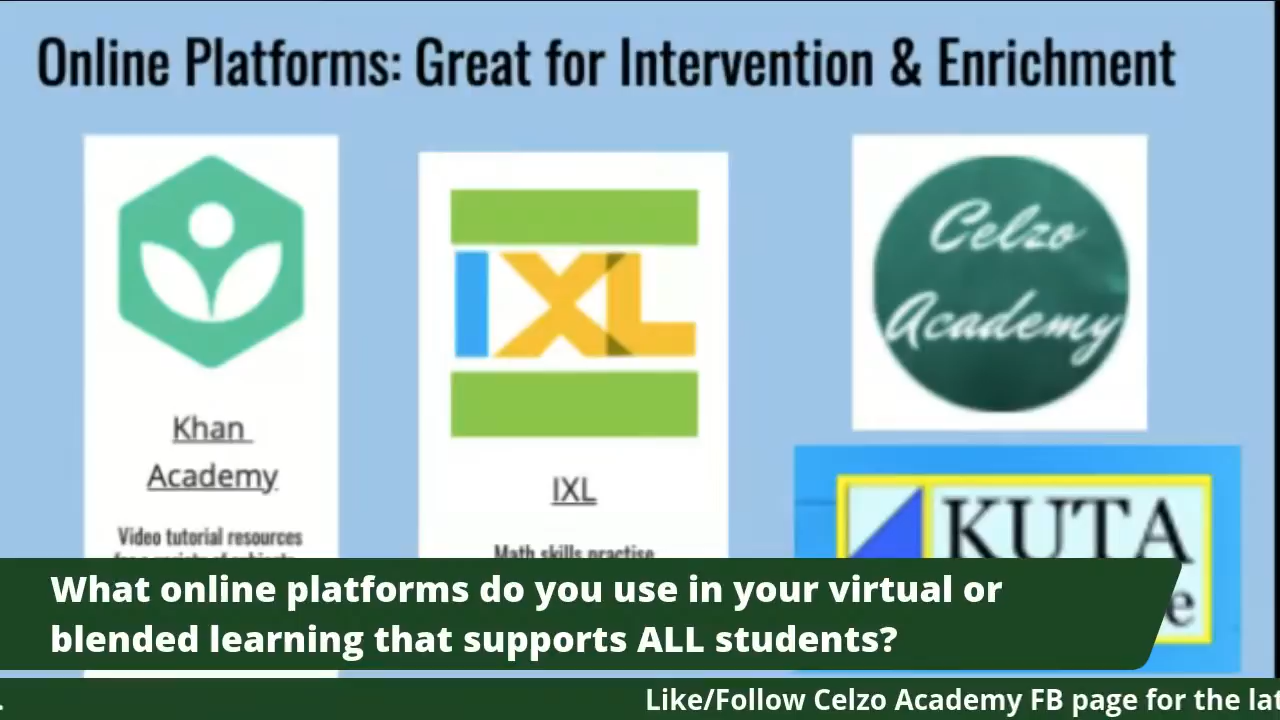 Online Platforms: Great for Intervention & Enrichment
IXL
Celzo
Academy
Khan
Academy
IXL
Video tutorial resources
Math skills practise
KUTA
What online platforms do you use in your virtual or
blended learning that supports ALL students?
Like/Follow Celzo Academy FB page for the lat